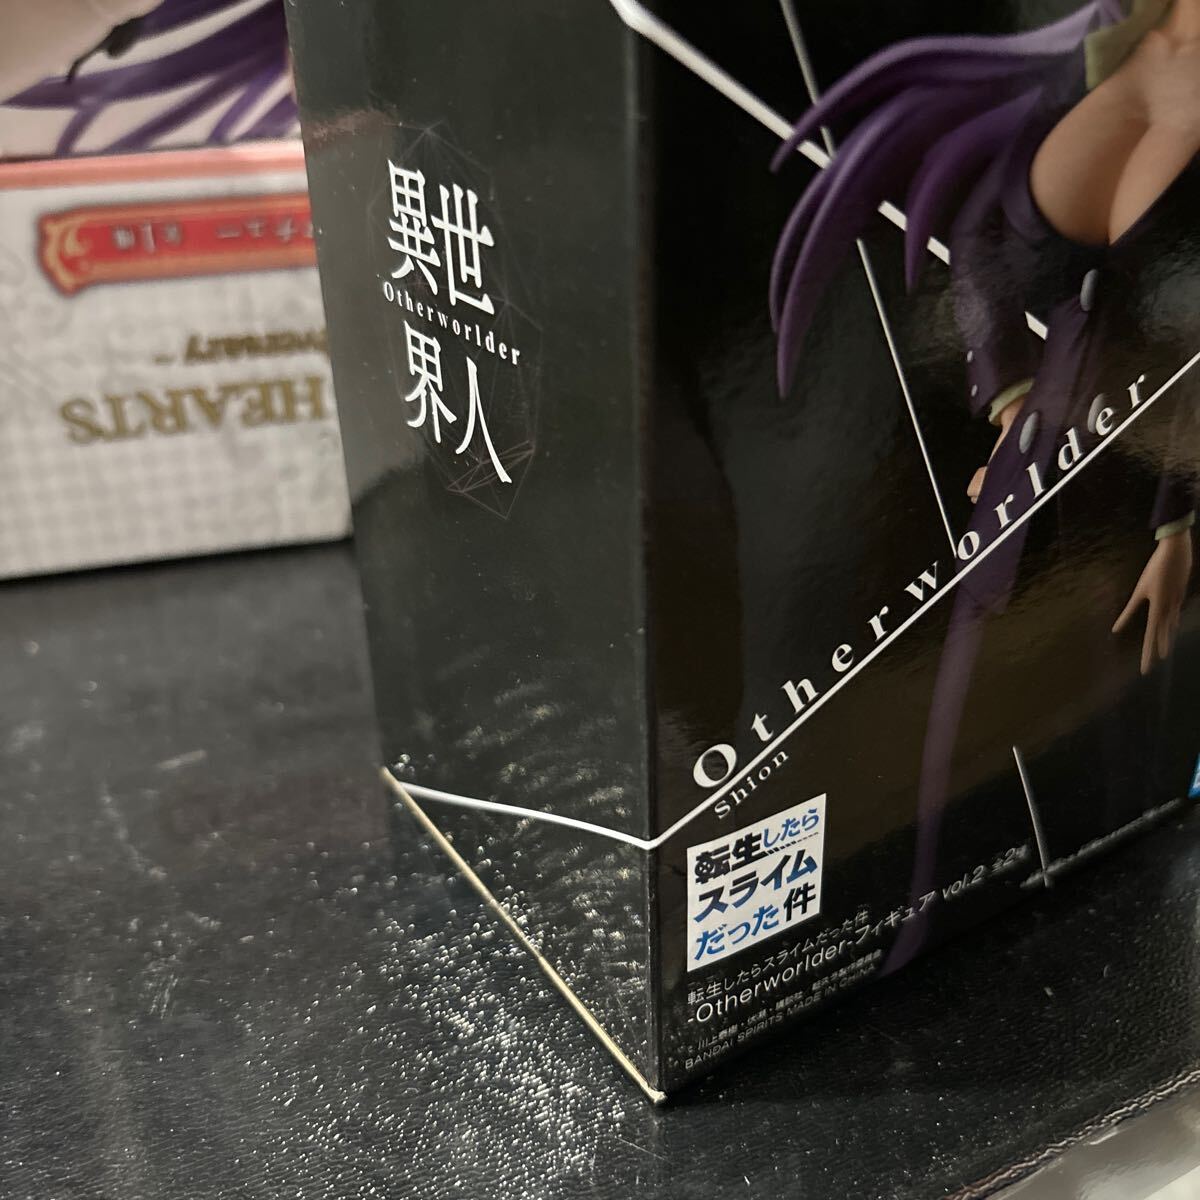 異世
Otherworlder
界人
HEARTS
Otherworlder
Shion
転生したら
スライム
だった件
転生したらスライムだった件
-Otherworlder-フィギュア vol.2
BANDAI SPIRITS MADE IN CHINA